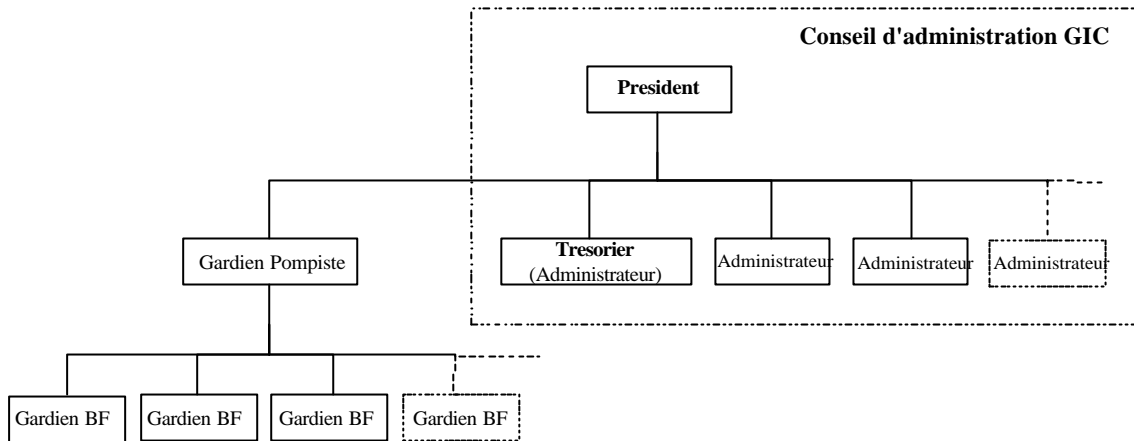 Conseil d'administration GIC
President
Gardien Pompiste
Tresorier
(Administrateur)
Administrateur
Administrateur
Administrateur
Gardien BF
Gardien BF
Gardien BF
Gardien BF